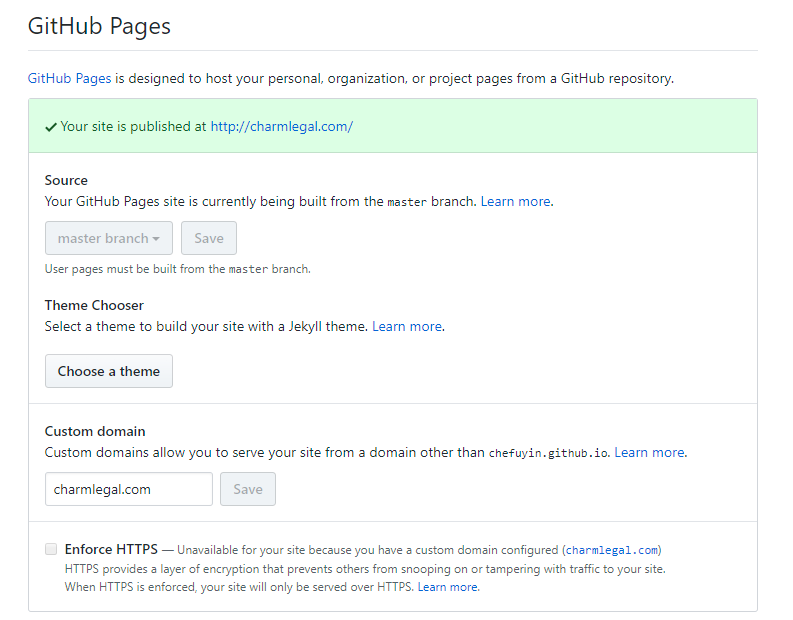 GitHub Pages
GitHub Pages is designed to host your personal, organization, or project pages from a GitHub repository.
Your site is published at http://charmlegal.com/
Source
Your GitHub Pages site is currently being built from the master branch. Learn more.
master branch Save
User pages must be built from the master branch.
Theme Chooser
Select a theme to build your site with a Jekyll theme. Learn more.
Choose a theme
Custom domain
Custom domains allow you to serve your site from a domain other than chefuyin.github.io. Learn more.
charmlegal.com Save
Enforce HTTPS — Unavailable for your site because you have a custom domain configured (charmlegal.com)
HTTPS provides a layer of encryption that prevents others from snooping on or tampering with traffic to your site.
When HTTPS is enforced, your site will only be served over HTTPS. Learn more.